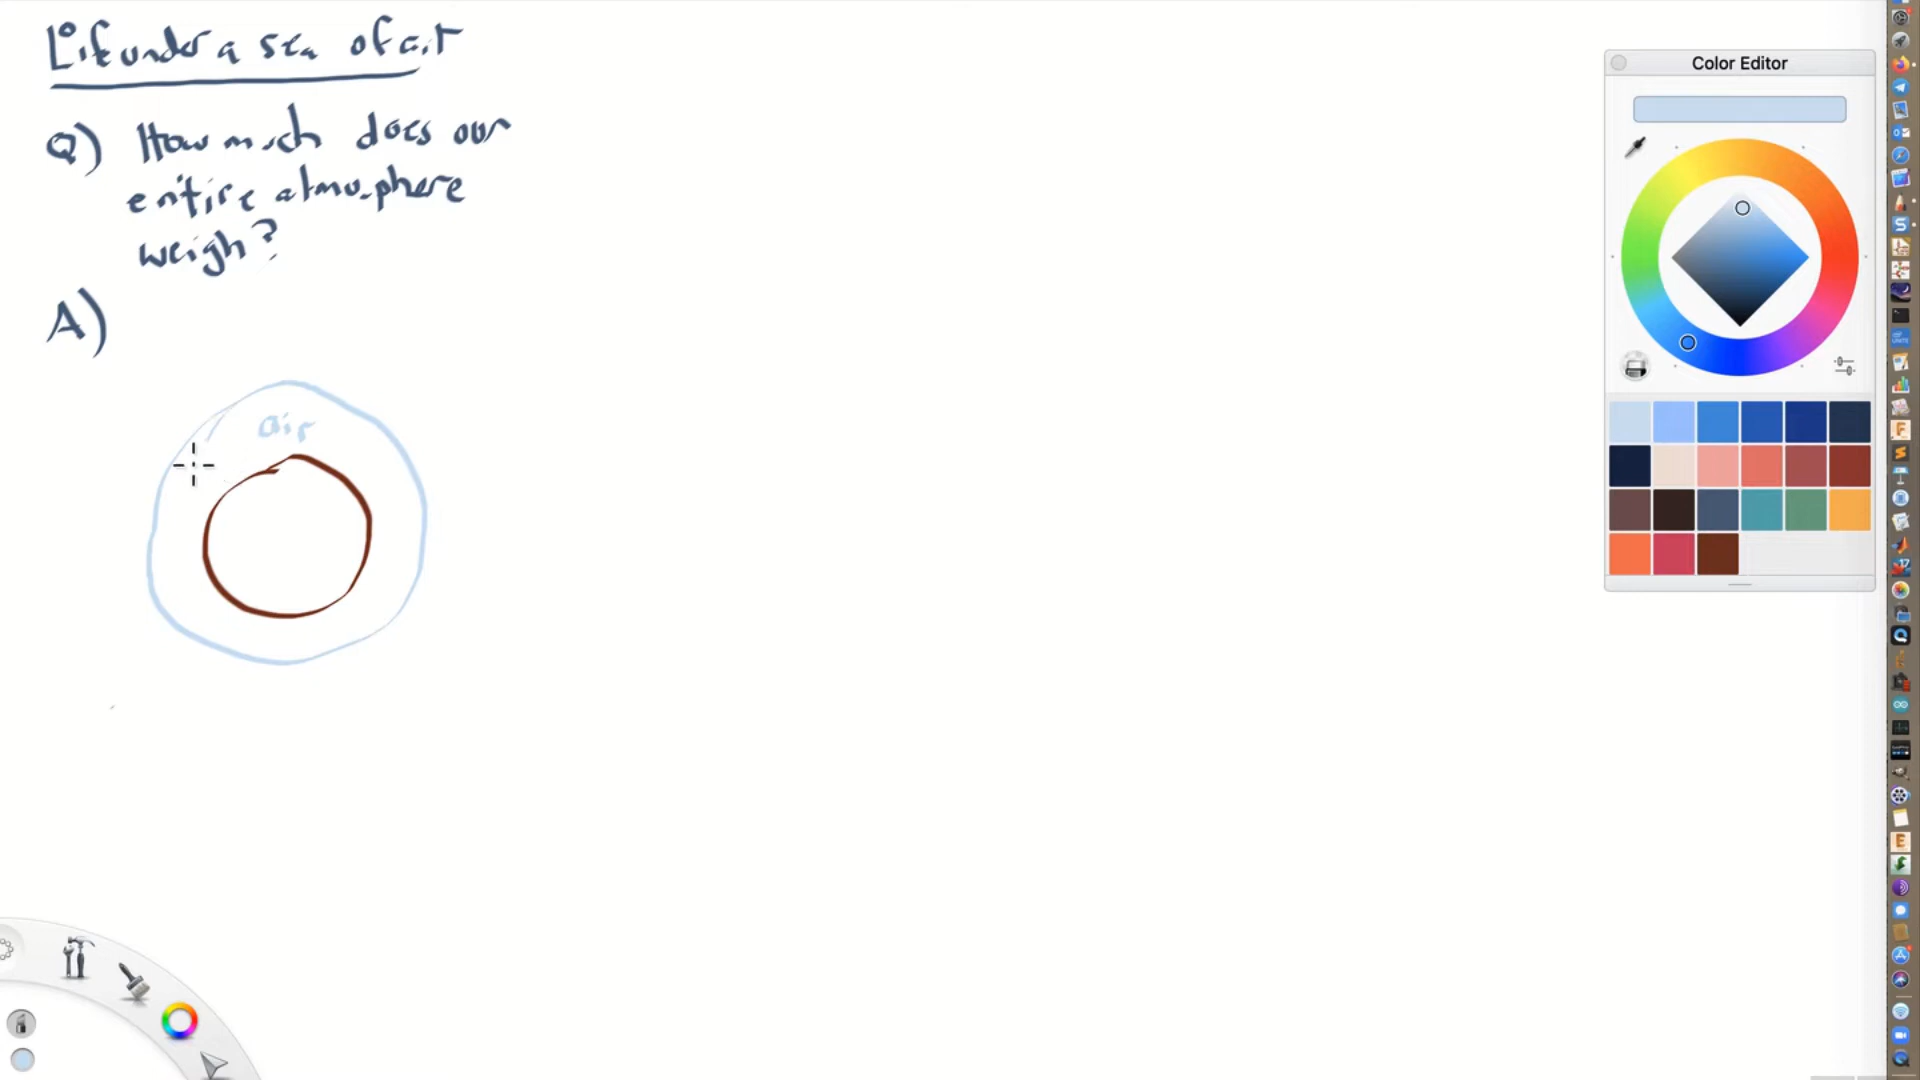 Life under a sea of air
Q) How much does our
entire atmosphere
weigh?
A)
air
Color Editor